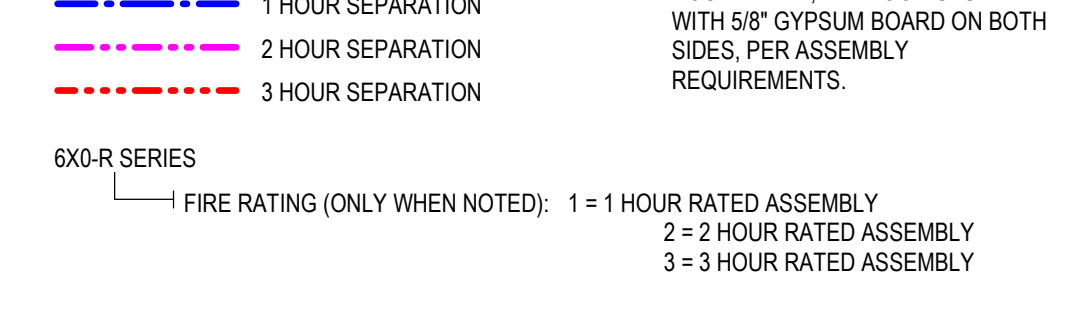 1 HOUR SEPARATION
2 HOUR SEPARATION
3 HOUR SEPARATION
WITH 5/8" GYPSUM BOARD ON BOTH
SIDES, PER ASSEMBLY
REQUIREMENTS.
6X0-R SERIES
FIRE RATING (ONLY WHEN NOTED): 1 = 1 HOUR RATED ASSEMBLY
2 = 2 HOUR RATED ASSEMBLY
3 = 3 HOUR RATED ASSEMBLY